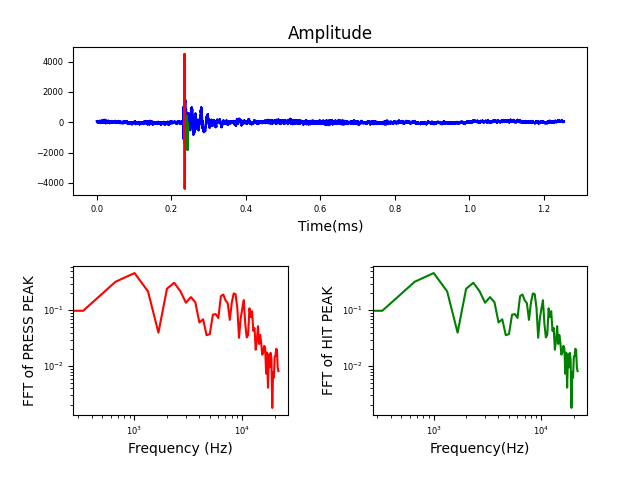 Amplitude
4000
2000
0
−2000
−4000
0.0 0.2 0.4 0.6 0.8 1.0 1.2
Time(ms)
FFT of PRESS PEAK
10⁻¹
10⁻²
10³ 10⁴
Frequency (Hz)
FFT of HIT PEAK
10⁻¹
10⁻²
10³ 10⁴
Frequency(Hz)